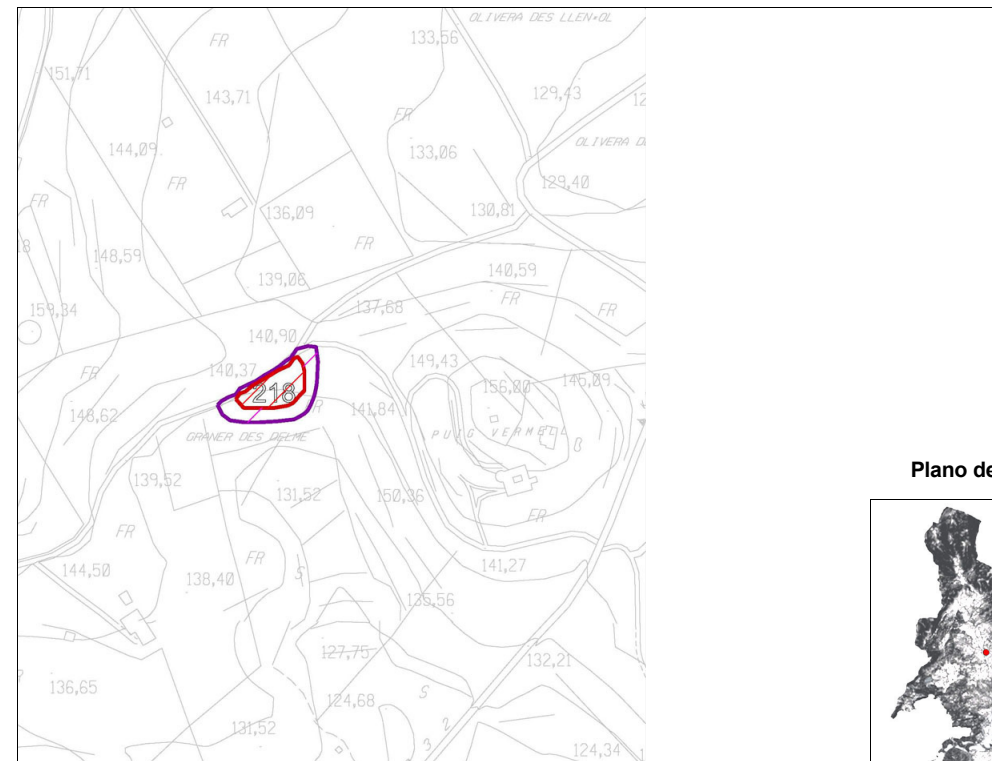 OLIVERA DES LLEN
FR
133,56
151,71
143,71
129,43
12
FR
144,09
133,06
OLIVERA D
FR
129,40
FR
136,09
130,81
FR
148,59
139,06
140,59
159,34
137,68
FR
FR
140,90
149,43
140,37
FR
156,80
145,09
218
148,62
141,84
PUIG VERMELL
B
GRANER DES DELME
139,52
131,52
150,36
Plano de
FR
FR
144,50
138,40
FR
S
141,27
135,56
127,75
132,21
136,65
124,68
S
131,52
3 2
124,34